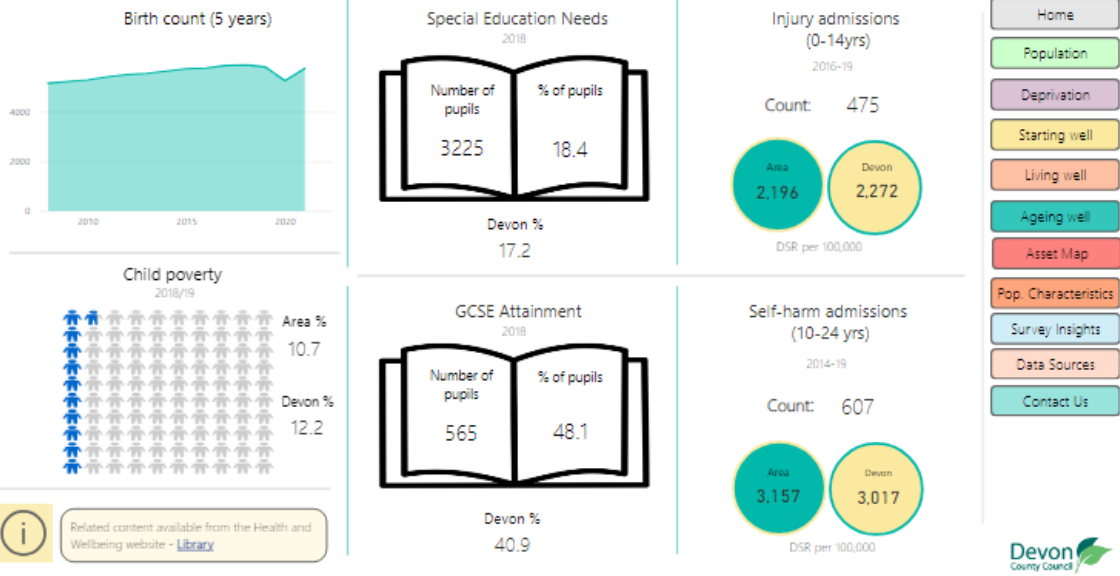 Birth count (5 years)
4000
2000
0
2010
2015
2020
Child poverty
2018/19
Area %
10.7
Devon %
12.2
i
Related content available from the Health and
Wellbeing website - Library
Special Education Needs
2018
Number of
pupils
3225
% of pupils
18.4
Devon %
17.2
GCSE Attainment
2018
Number of
pupils
565
% of pupils
48.1
Devon %
40.9
Injury admissions
(0-14yrs)
2016-19
Count: 475
Area
2,196
Devon
2,272
DSR per 100,000
Self-harm admissions
(10-24 yrs)
2014-19
Count: 607
Area
3,157
Devon
3,017
DSR per 100,000
Home
Population
Deprivation
Starting well
Living well
Ageing well
Asset Map
Pop. Characteristics
Survey Insights
Data Sources
Contact Us
Devon
County Council